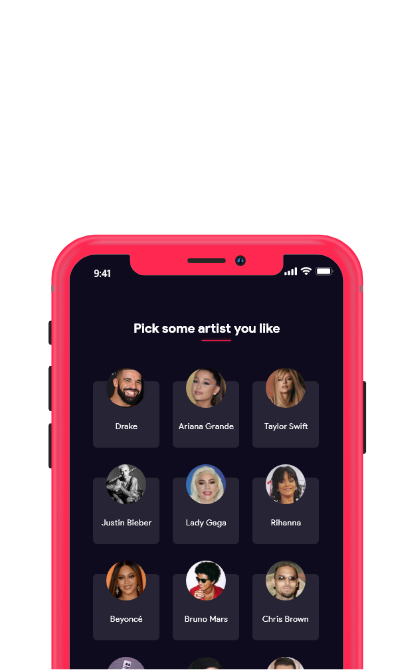 9:41
Pick some artist you like
Drake
Ariana Grande
Taylor Swift
Justin Bieber
Lady Gaga
Rihanna
Beyoncé
Bruno Mars
Chris Brown